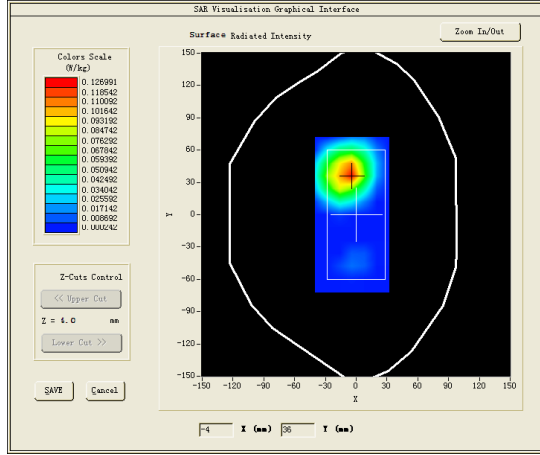 SAR Visualisation Graphical Interface
Surface Radiated Intensity
Zoom In/Out
Colors Scale
(W/kg)
0.126991
0.118542
0.110092
0.101642
0.093192
0.084742
0.076292
0.067842
0.059392
0.050942
0.042492
0.034042
0.025592
0.017142
0.008692
0.000242
Z-Cuts Control
<< Upper Cut
Z = 4.0 mm
Lower Cut >>
SAVE
Cancel
150
120
90
60
30
0
-30
-60
-90
-120
-150
Y
-150 -120 -90 -60 -30 0 30 60 90 120 150
X
-4 X (mm) 36 Y (mm)